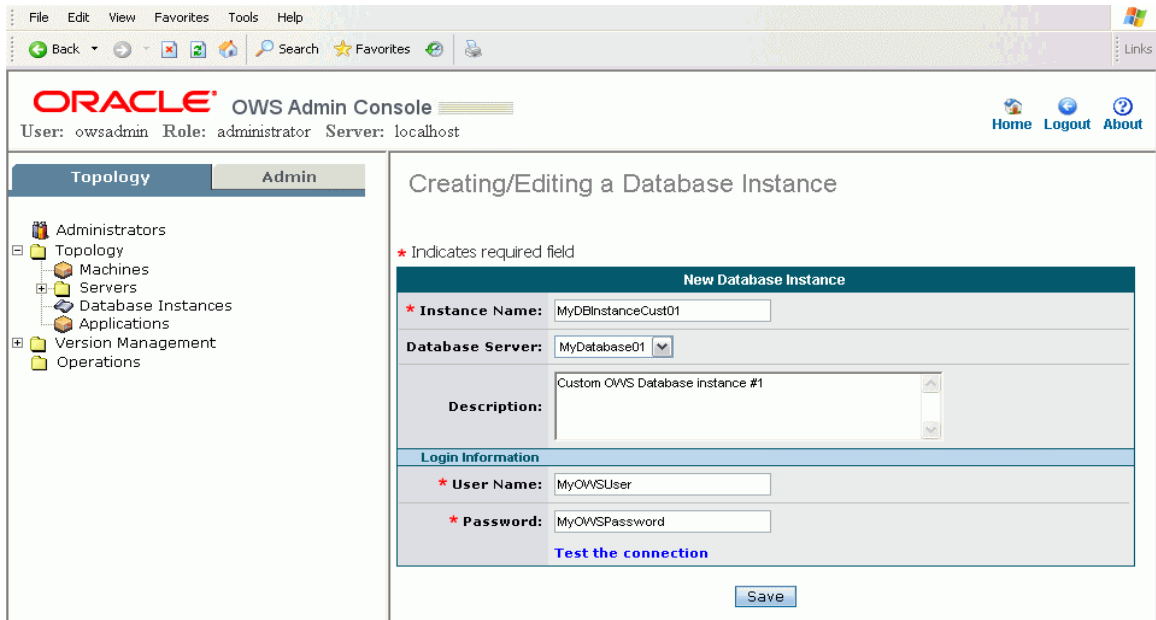 File Edit View Favorites Tools Help
Back Search Favorites Links
ORACLE OWS Admin Console
User: owsadmin Role: administrator Server: localhost
Home Logout About
Topology Admin
Administrators
Topology
Machines
Servers
Database Instances
Applications
Version Management
Operations
Creating/Editing a Database Instance
* Indicates required field
New Database Instance
* Instance Name: MyDBInstanceCust01
Database Server: MyDatabase01
Description: Custom OWS Database instance #1
Login Information
* User Name: MyOWSUser
* Password: MyOWSPassword
Test the connection
Save